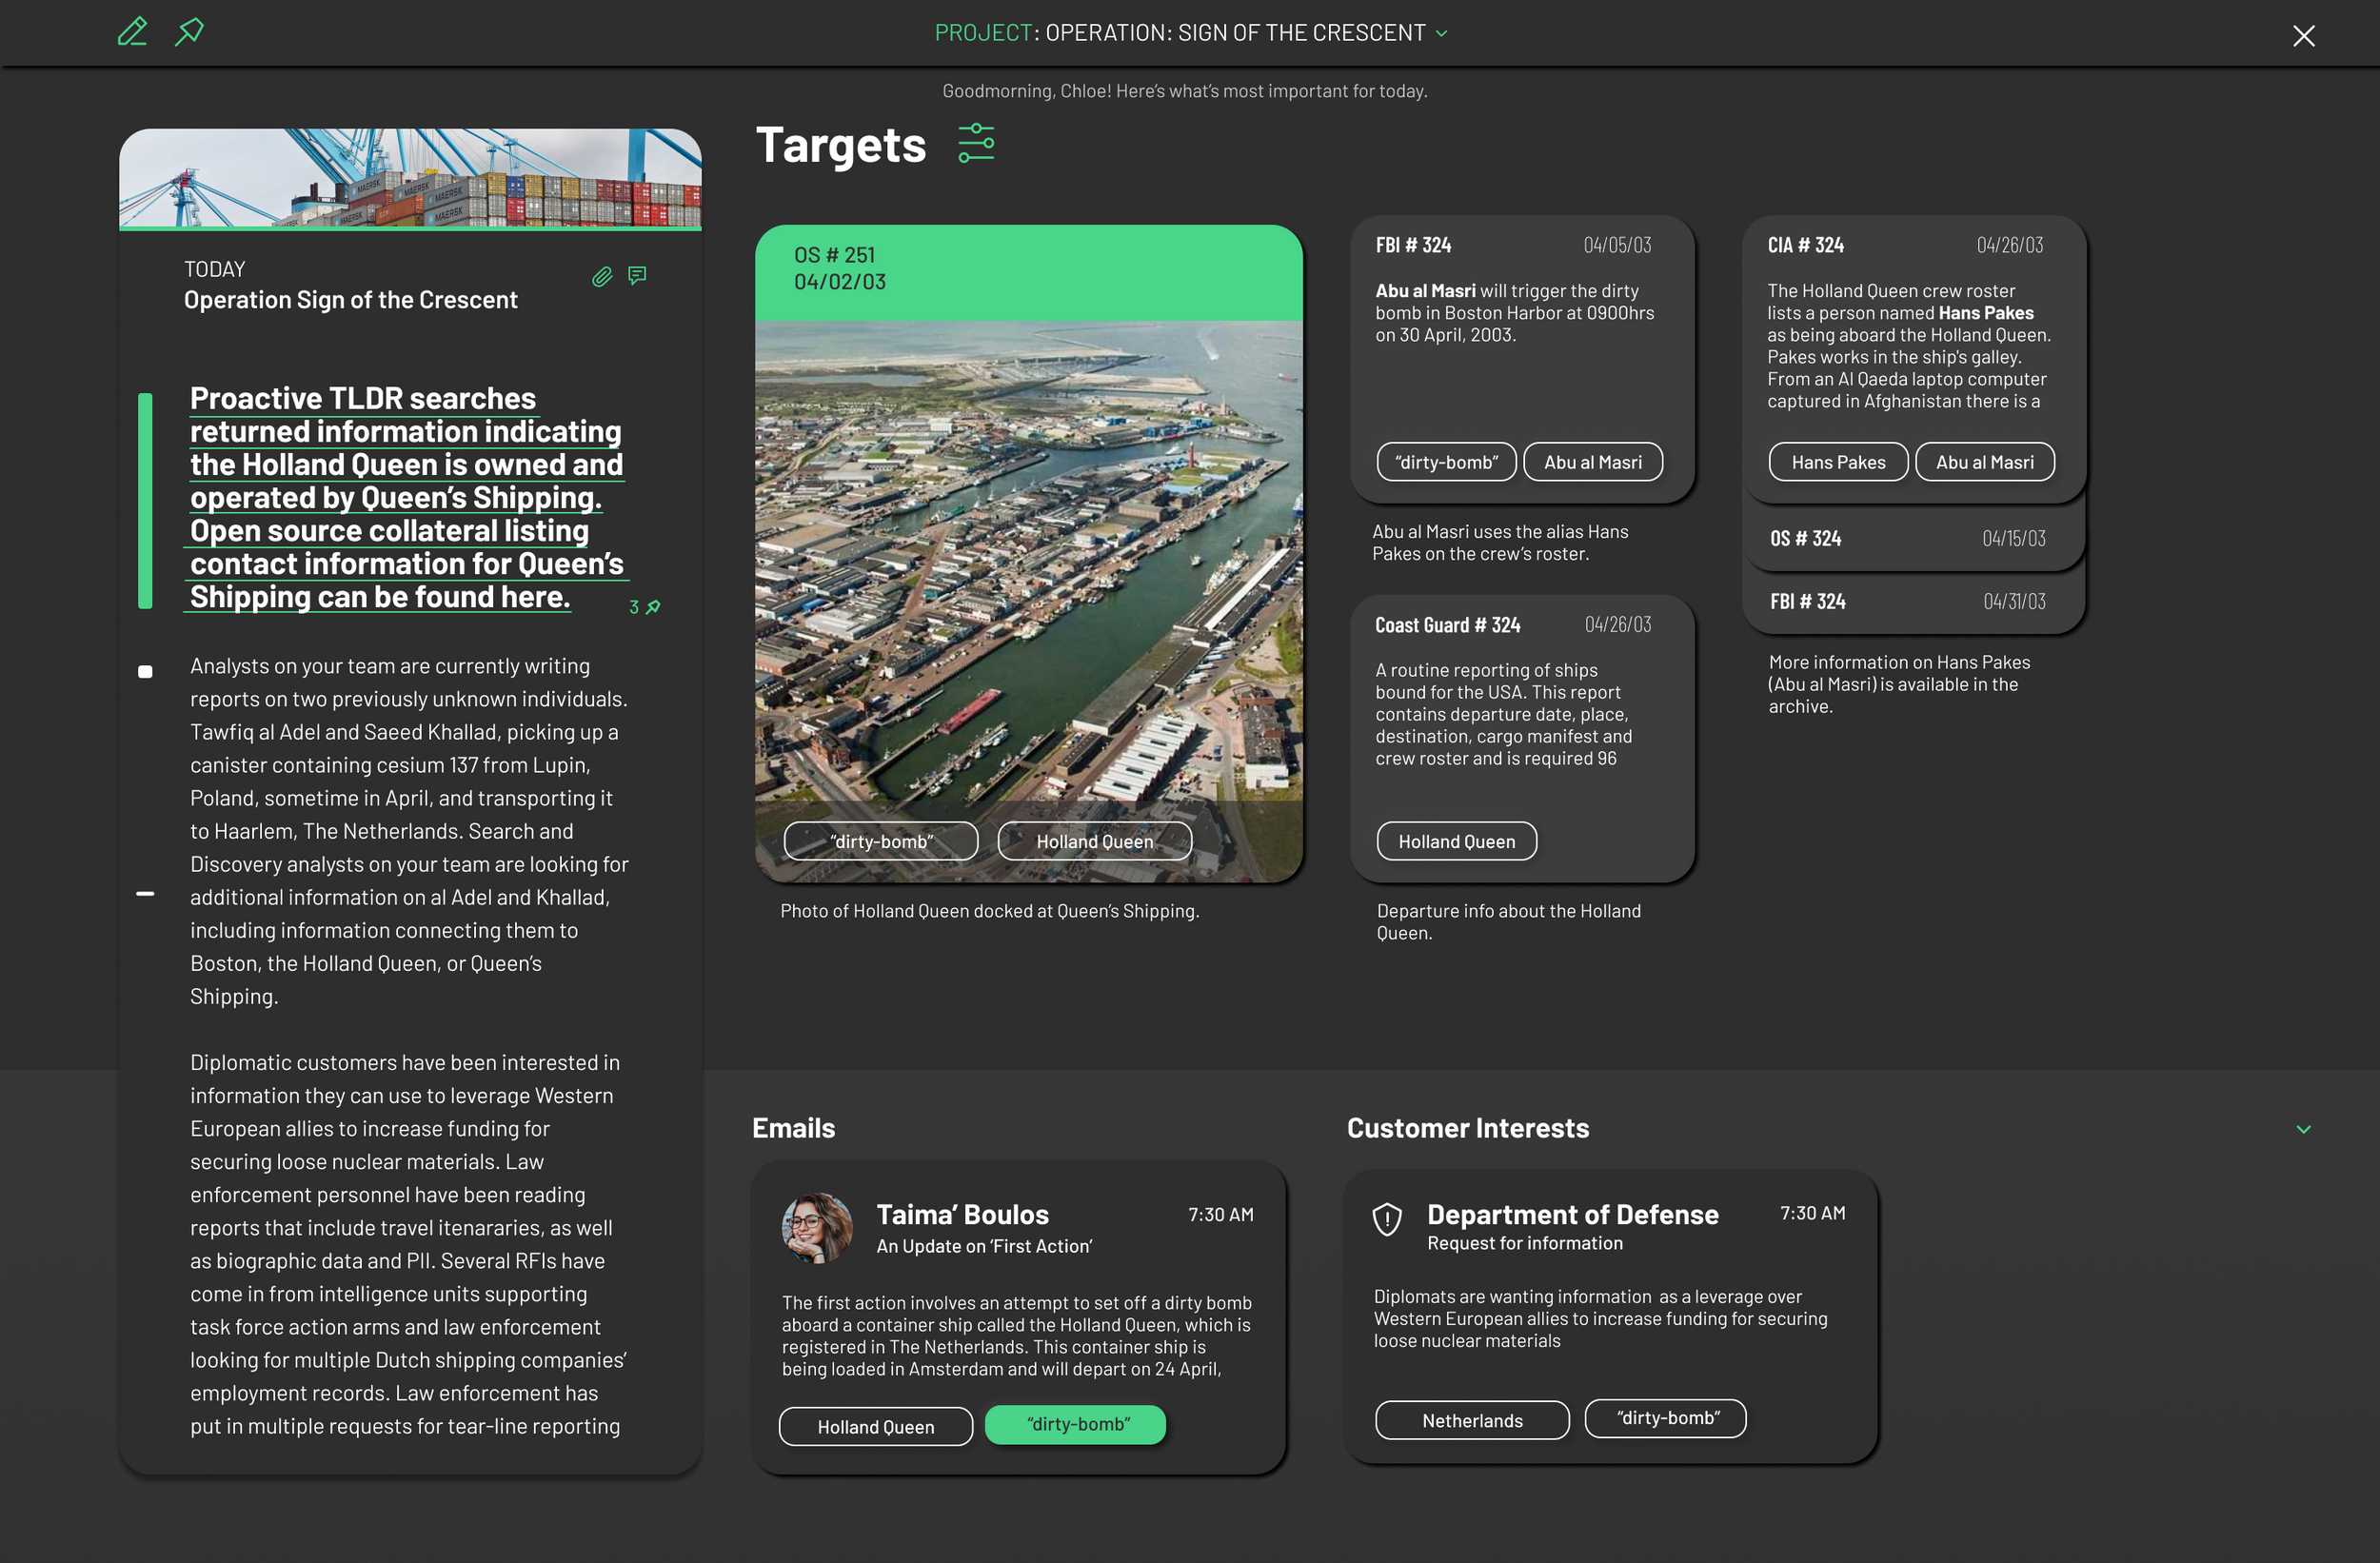 PROJECT: OPERATION: SIGN OF THE CRESCENT
Goodmorning, Chloe! Here's what's most important for today.
MAERSK
MAERSK
MAERSK
MAERSK
MAERSK
TODAY
Operation Sign of the Crescent
Proactive TLDR searches
returned information indicating
the Holland Queen is owned and
operated by Queen's Shipping.
Open source collateral listing
contact information for Queen's
Shipping can be found here.
3
Analysts on your team are currently writing
reports on two previously unknown individuals.
Tawfiq al Adel and Saeed Khallad, picking up a
canister containing cesium 137 from Lupin,
Poland, sometime in April, and transporting it
to Haarlem, The Netherlands. Search and
Discovery analysts on your team are looking for
additional information on al Adel and Khallad,
including information connecting them to
Boston, the Holland Queen, or Queen's
Shipping.
Diplomatic customers have been interested in
information they can use to leverage Western
European allies to increase funding for
securing loose nuclear materials. Law
enforcement personnel have been reading
reports that include travel itenararies, as well
as biographic data and PII. Several RFIs have
come in from intelligence units supporting
task force action arms and law enforcement
looking for multiple Dutch shipping companies'
employment records. Law enforcement has
put in multiple requests for tear-line reporting
Targets
OS # 251
04/02/03
"dirty-bomb"
Holland Queen
Photo of Holland Queen docked at Queen's Shipping.
FBI # 324
04/05/03
Abu al Masri will trigger the dirty
bomb in Boston Harbor at 0900hrs
on 30 April, 2003.
"dirty-bomb"
Abu al Masri
Abu al Masri uses the alias Hans
Pakes on the crew's roster.
Coast Guard # 324
04/26/03
A routine reporting of ships
bound for the USA. This report
contains departure date, place,
destination, cargo manifest and
crew roster and is required 96
Holland Queen
Departure info about the Holland
Queen.
CIA # 324
04/26/03
The Holland Queen crew roster
lists a person named Hans Pakes
as being aboard the Holland Queen.
Pakes works in the ship's galley.
From an Al Qaeda laptop computer
captured in Afghanistan there is a
Hans Pakes
Abu al Masri
OS # 324
04/15/03
FBI # 324
04/31/03
More information on Hans Pakes
(Abu al Masri) is available in the
archive.
Emails
Taima' Boulos
7:30 AM
An Update on 'First Action'
The first action involves an attempt to set off a dirty bomb
aboard a container ship called the Holland Queen, which is
registered in The Netherlands. This container ship is
being loaded in Amsterdam and will depart on 24 April,
Holland Queen
"dirty-bomb"
Customer Interests
Department of Defense
7:30 AM
Request for information
Diplomats are wanting information  as a leverage over
Western European allies to increase funding for securing
loose nuclear materials
Netherlands
"dirty-bomb"